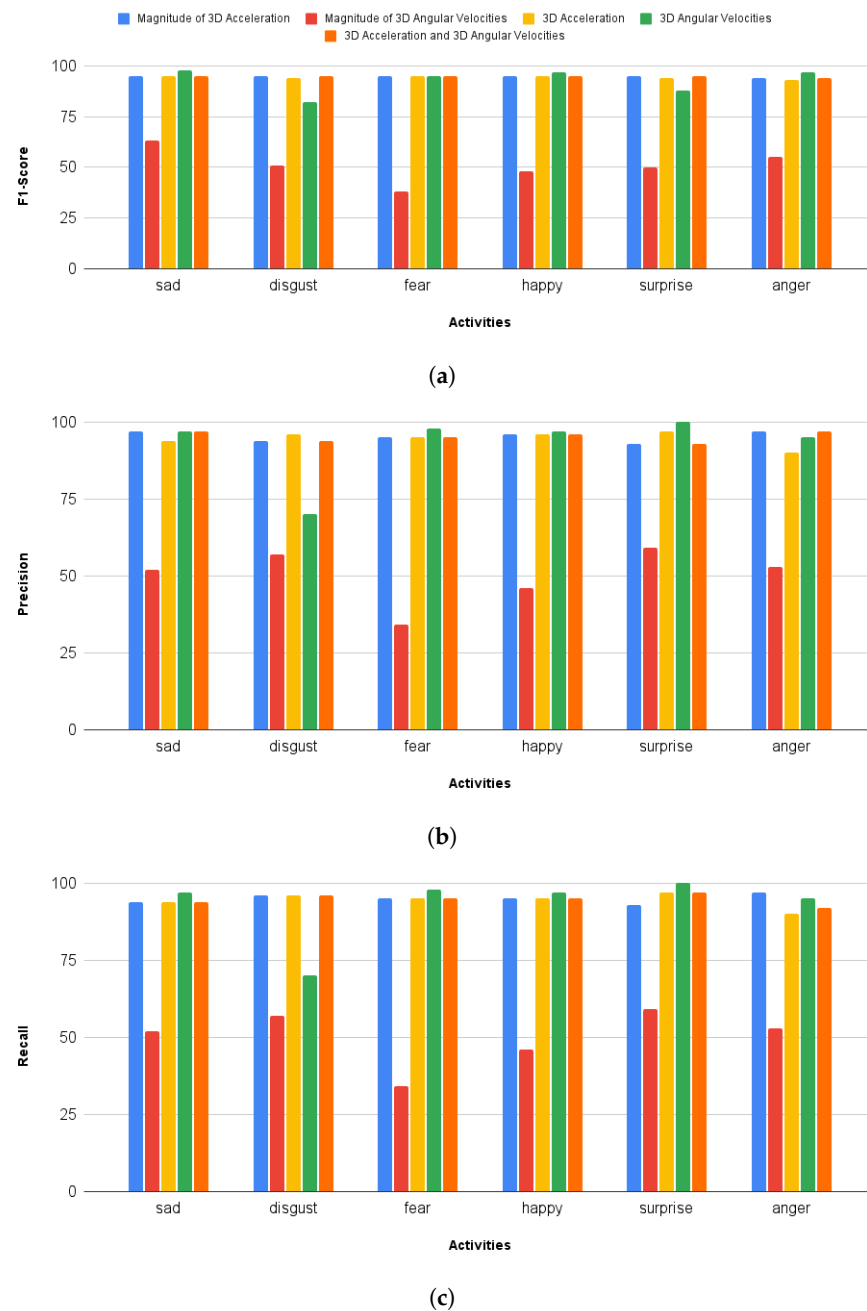 Magnitude of 3D Acceleration Magnitude of 3D Angular Velocities 3D Acceleration 3D Angular Velocities
3D Acceleration and 3D Angular Velocities
F1-Score
100
75
50
25
0
sad disgust fear happy surprise anger
Activities
(a)
Precision
100
75
50
25
0
sad disgust fear happy surprise anger
Activities
(b)
Recall
100
75
50
25
0
sad disgust fear happy surprise anger
Activities
(c)